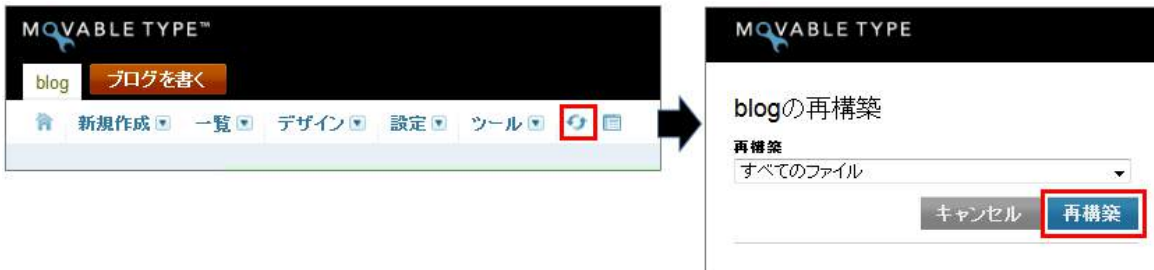 MOVABLE TYPE™
blog ブログを書く
新規作成 一覧 デザイン 設定 ツール
MOVABLE TYPE
blogの再構築
再構築
すべてのファイル
キャンセル 再構築